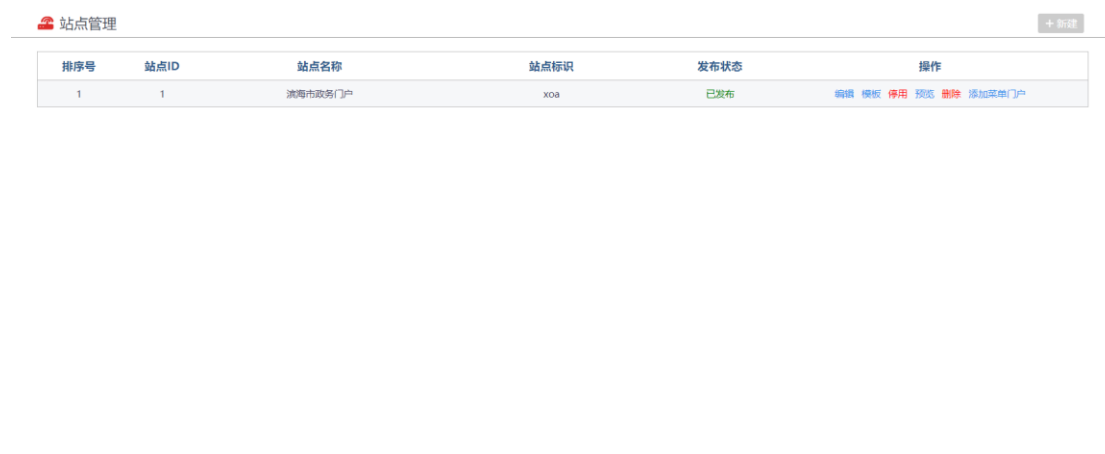 站点管理
+ 新建
排序号 站点ID 站点名称 站点标识 发布状态 操作
1 1 滨海市政务门户 xoa 已发布 编辑 模板 停用 预览 删除 添加菜单门户